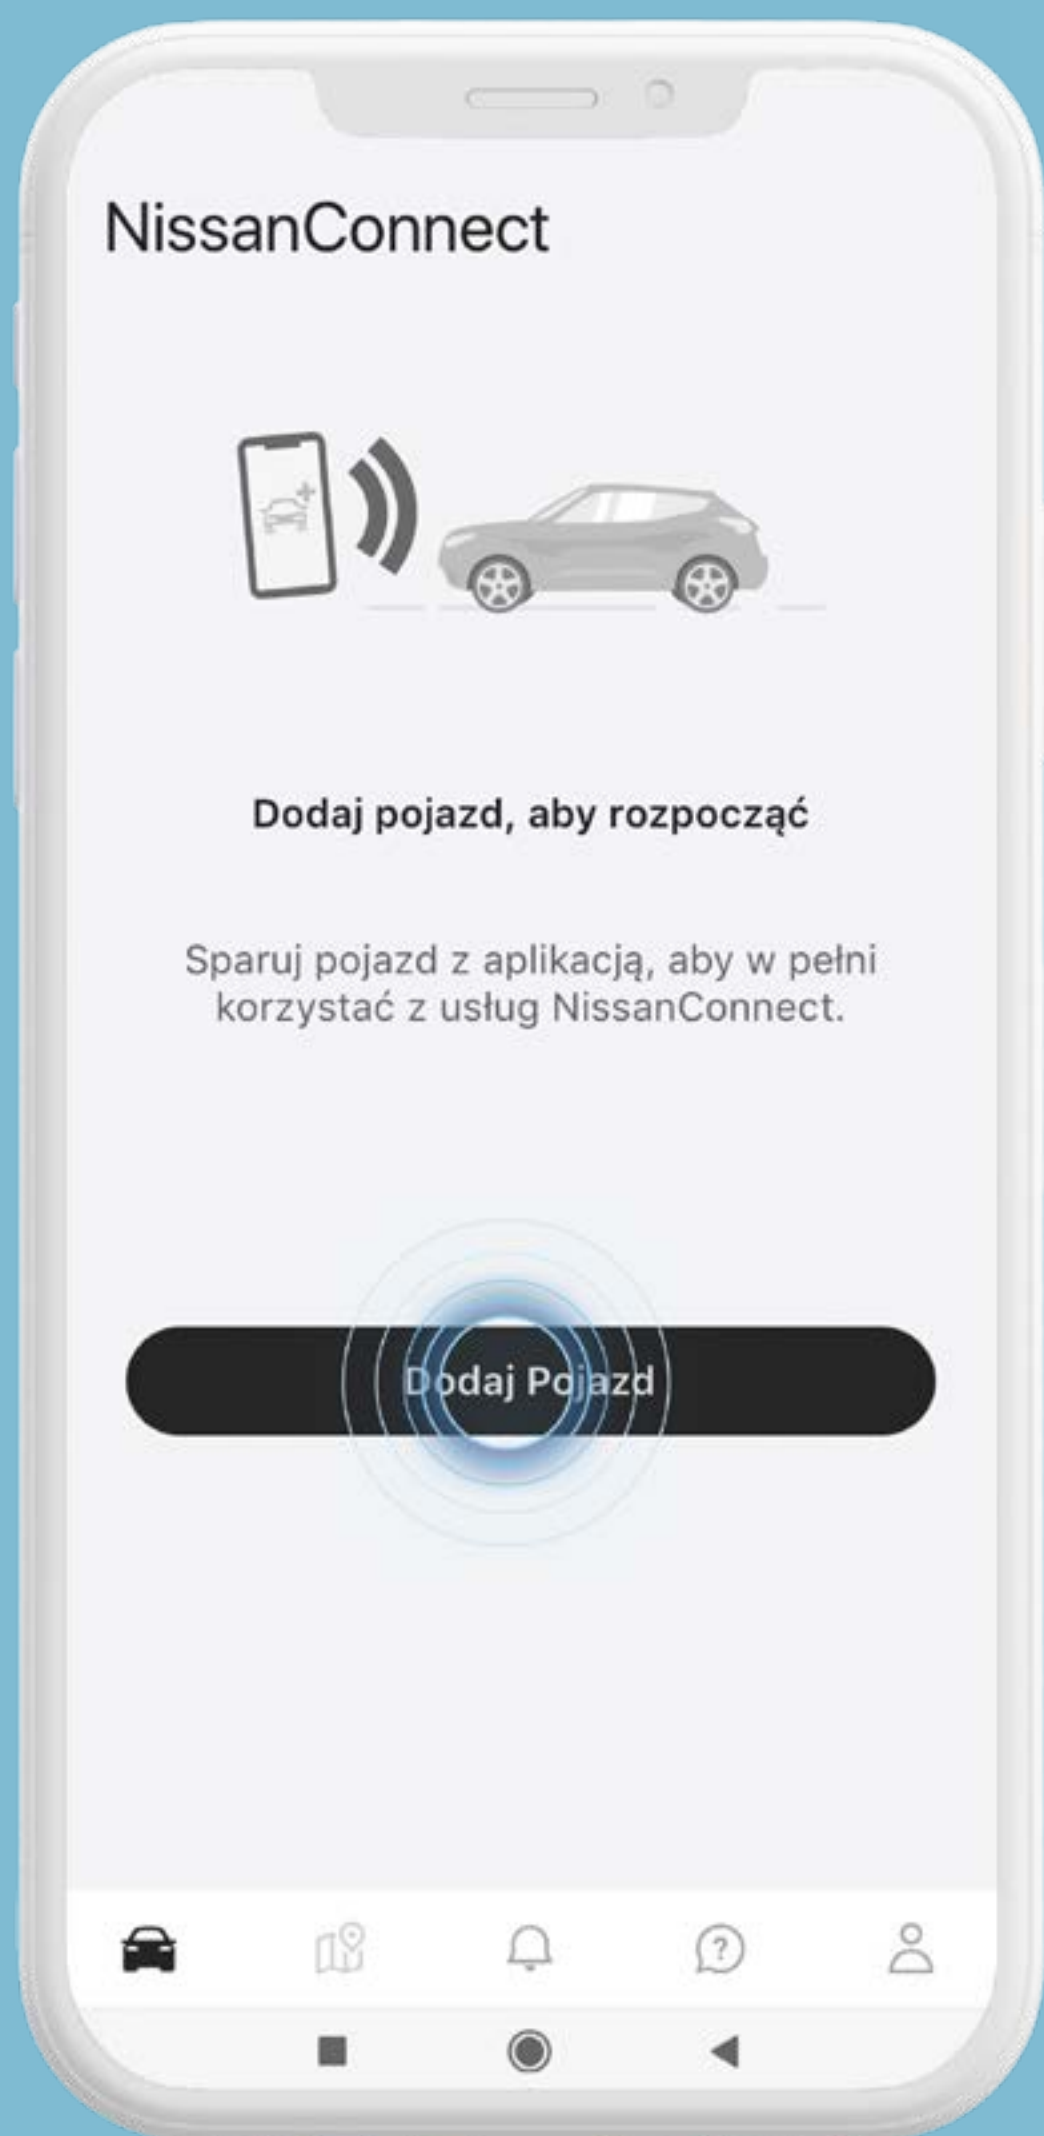 NissanConnect
Dodaj pojazd, aby rozpocząć
Sparuj pojazd z aplikacją, aby w pełni
korzystać z usług NissanConnect.
Dodaj Pojazd